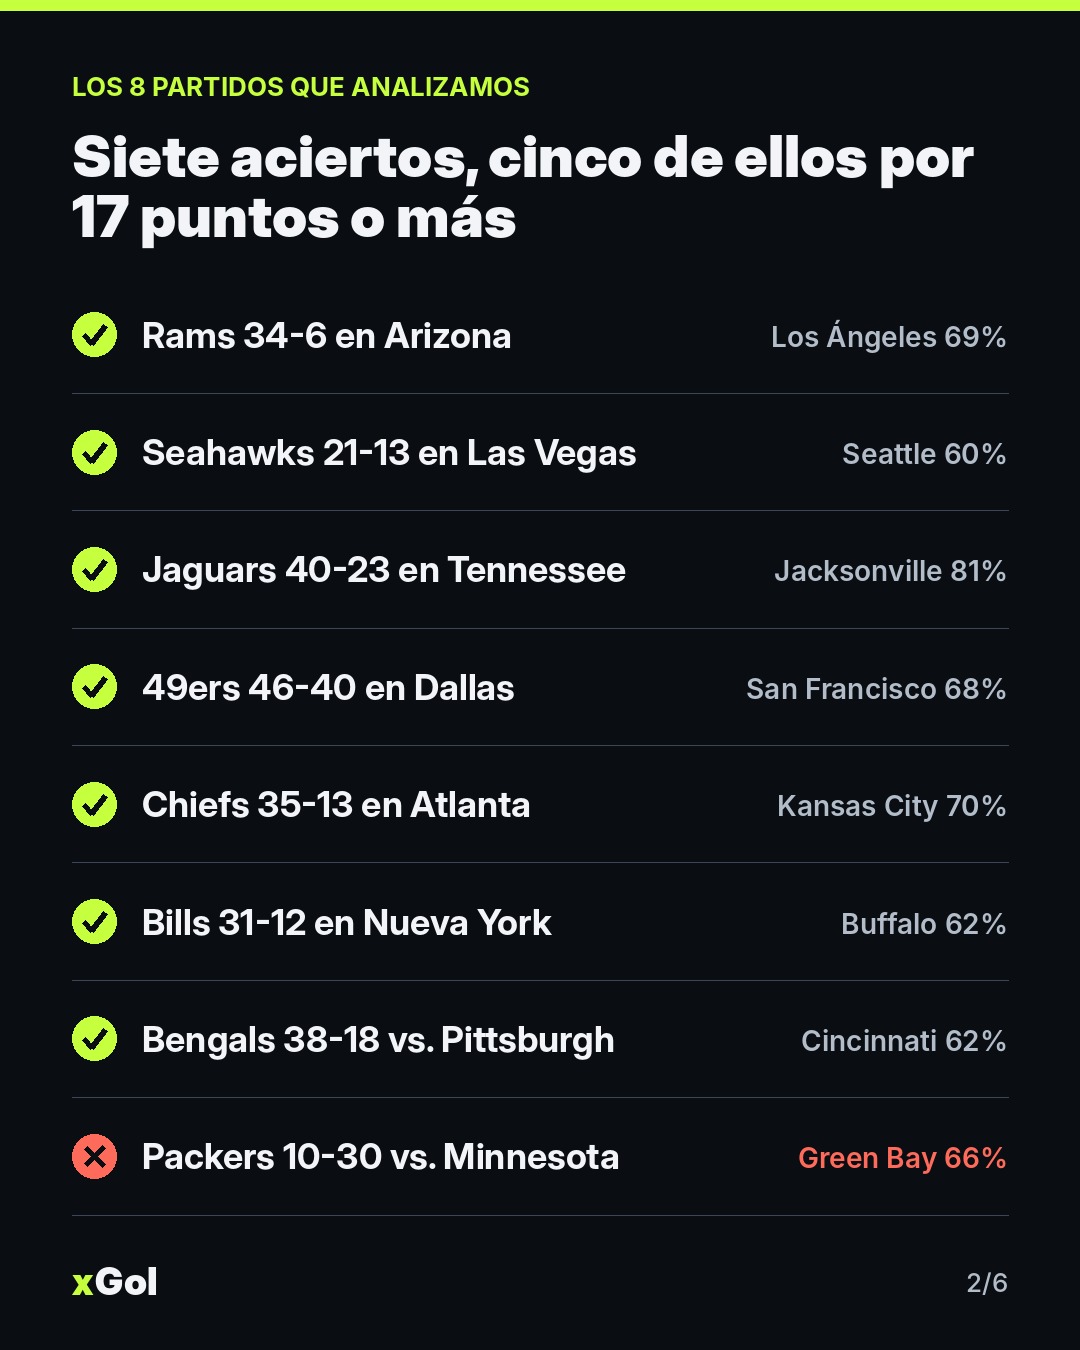 LOS 8 PARTIDOS QUE ANALIZAMOS
Siete aciertos, cinco de ellos por
17 puntos o más
Rams 34-6 en Arizona
Los Ángeles 69%
Seahawks 21-13 en Las Vegas
Seattle 60%
Jaguars 40-23 en Tennessee
Jacksonville 81%
49ers 46-40 en Dallas
San Francisco 68%
Chiefs 35-13 en Atlanta
Kansas City 70%
Bills 31-12 en Nueva York
Buffalo 62%
Bengals 38-18 vs. Pittsburgh
Cincinnati 62%
Packers 10-30 vs. Minnesota
Green Bay 66%
xGol
2/6